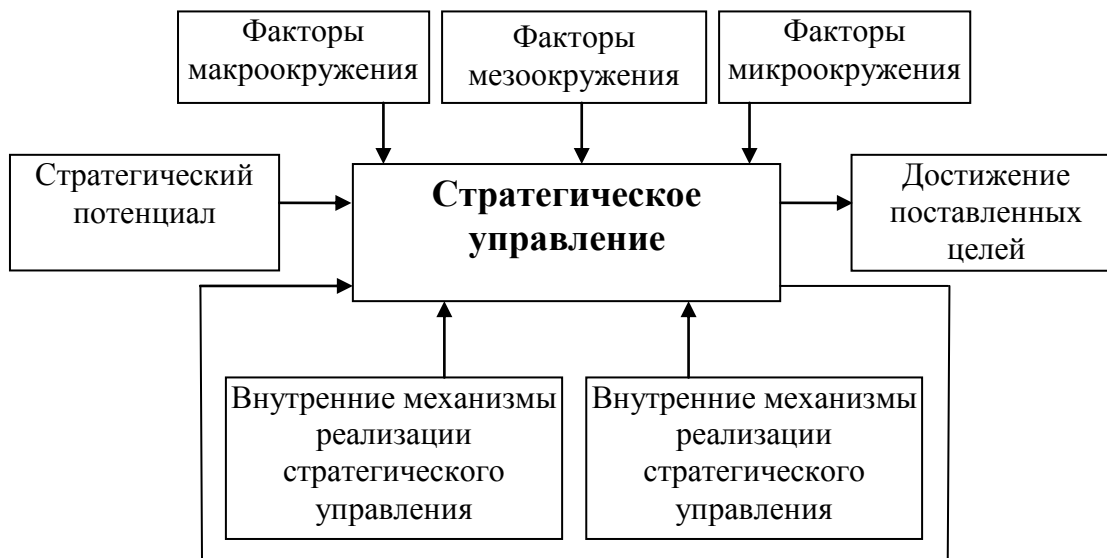 Факторы
макроокружения
Факторы
мезоокружения
Факторы
микроокружения
Стратегический
потенциал
Стратегическое
управление
Достижение
поставленных
целей
Внутренние механизмы
реализации
стратегического
управления
Внутренние механизмы
реализации
стратегического
управления